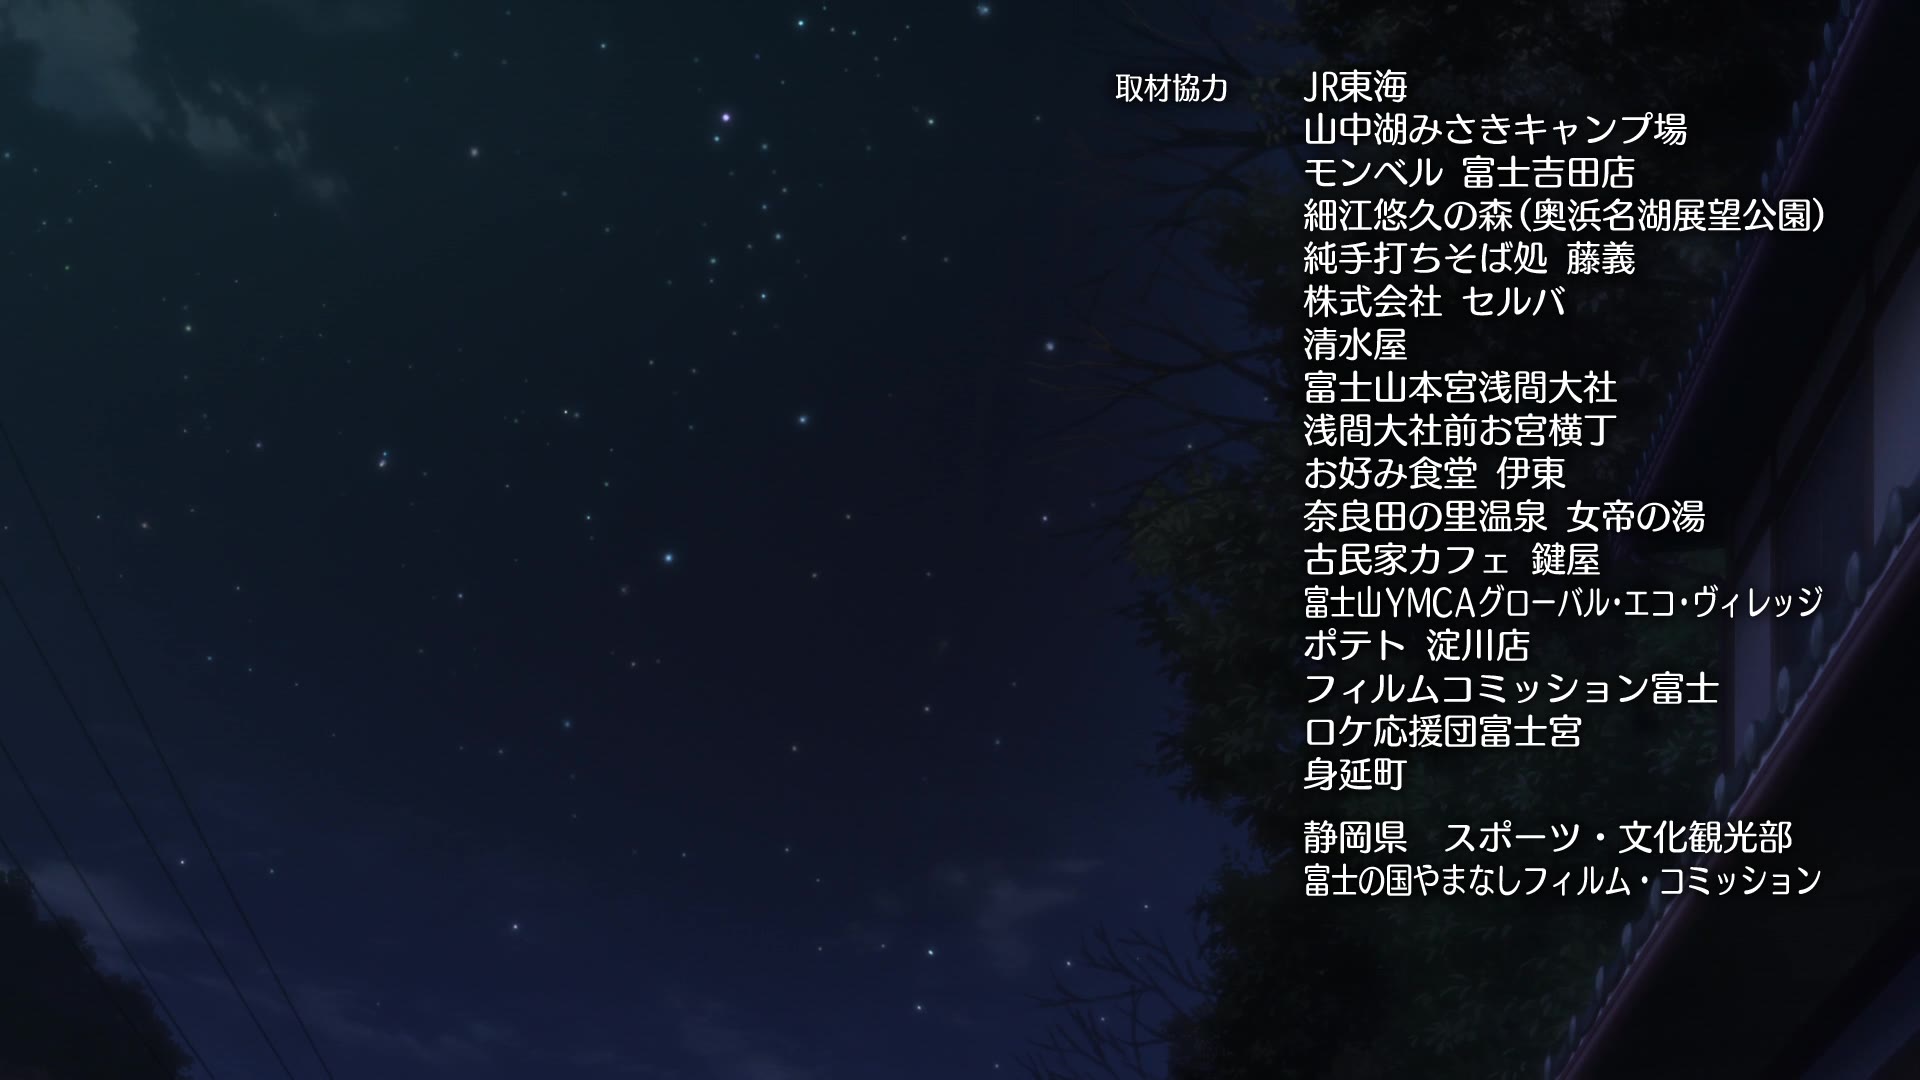 取材協力 JR東海
山中湖みさきキャンプ場
モンベル 富士吉田店
細江悠久の森(奥浜名湖展望公園)
純手打ちそば処 藤義
株式会社 セルバ
清水屋
富士山本宮浅間大社
浅間大社前お宮横丁
お好み食堂 伊東
奈良田の里温泉 女帝の湯
古民家カフェ 鍵屋
富士山YMCAグローバル・エコ・ヴィレッジ
ポテト 淀川店
フィルムコミッション富士
ロケ応援団富士宮
身延町
静岡県　スポーツ・文化観光部
富士の国やまなしフィルム・コミッション